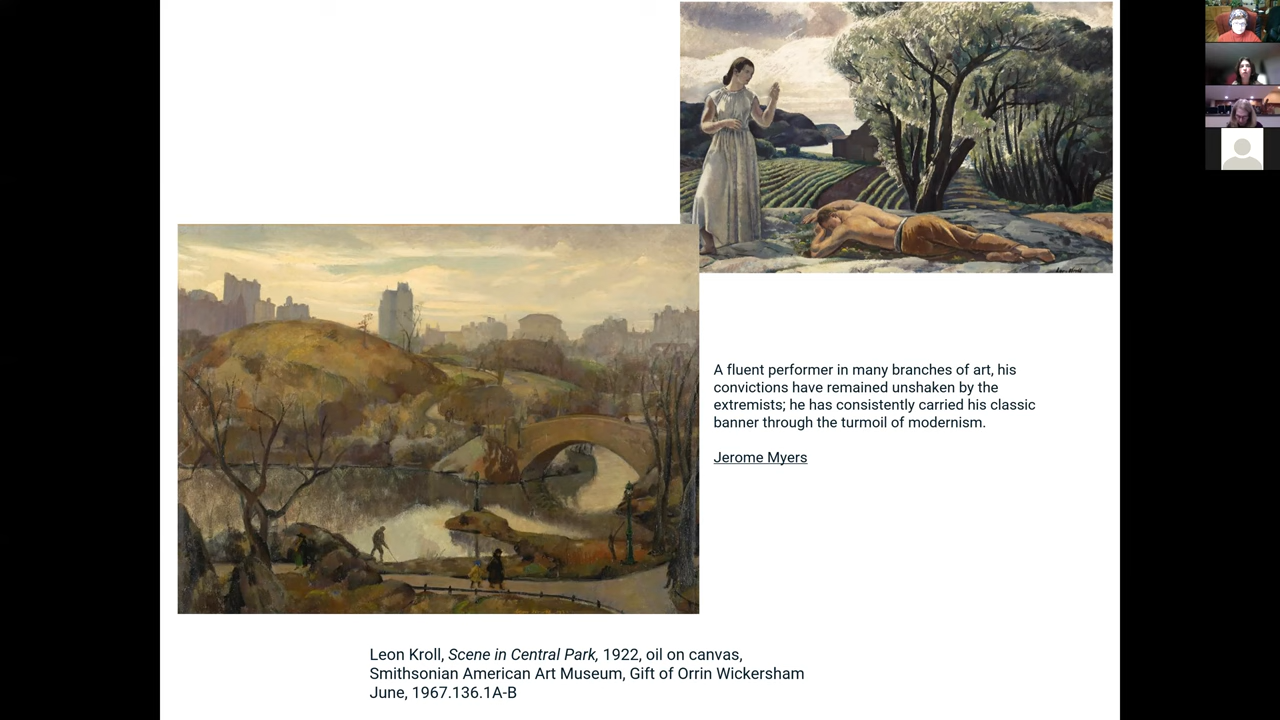 A fluent performer in many branches of art, his
convictions have remained unshaken by the
extremists; he has consistently carried his classic
banner through the turmoil of modernism.
Jerome Myers
Leon Kroll, Scene in Central Park, 1922, oil on canvas,
Smithsonian American Art Museum, Gift of Orrin Wickersham
June, 1967.136.1A-B